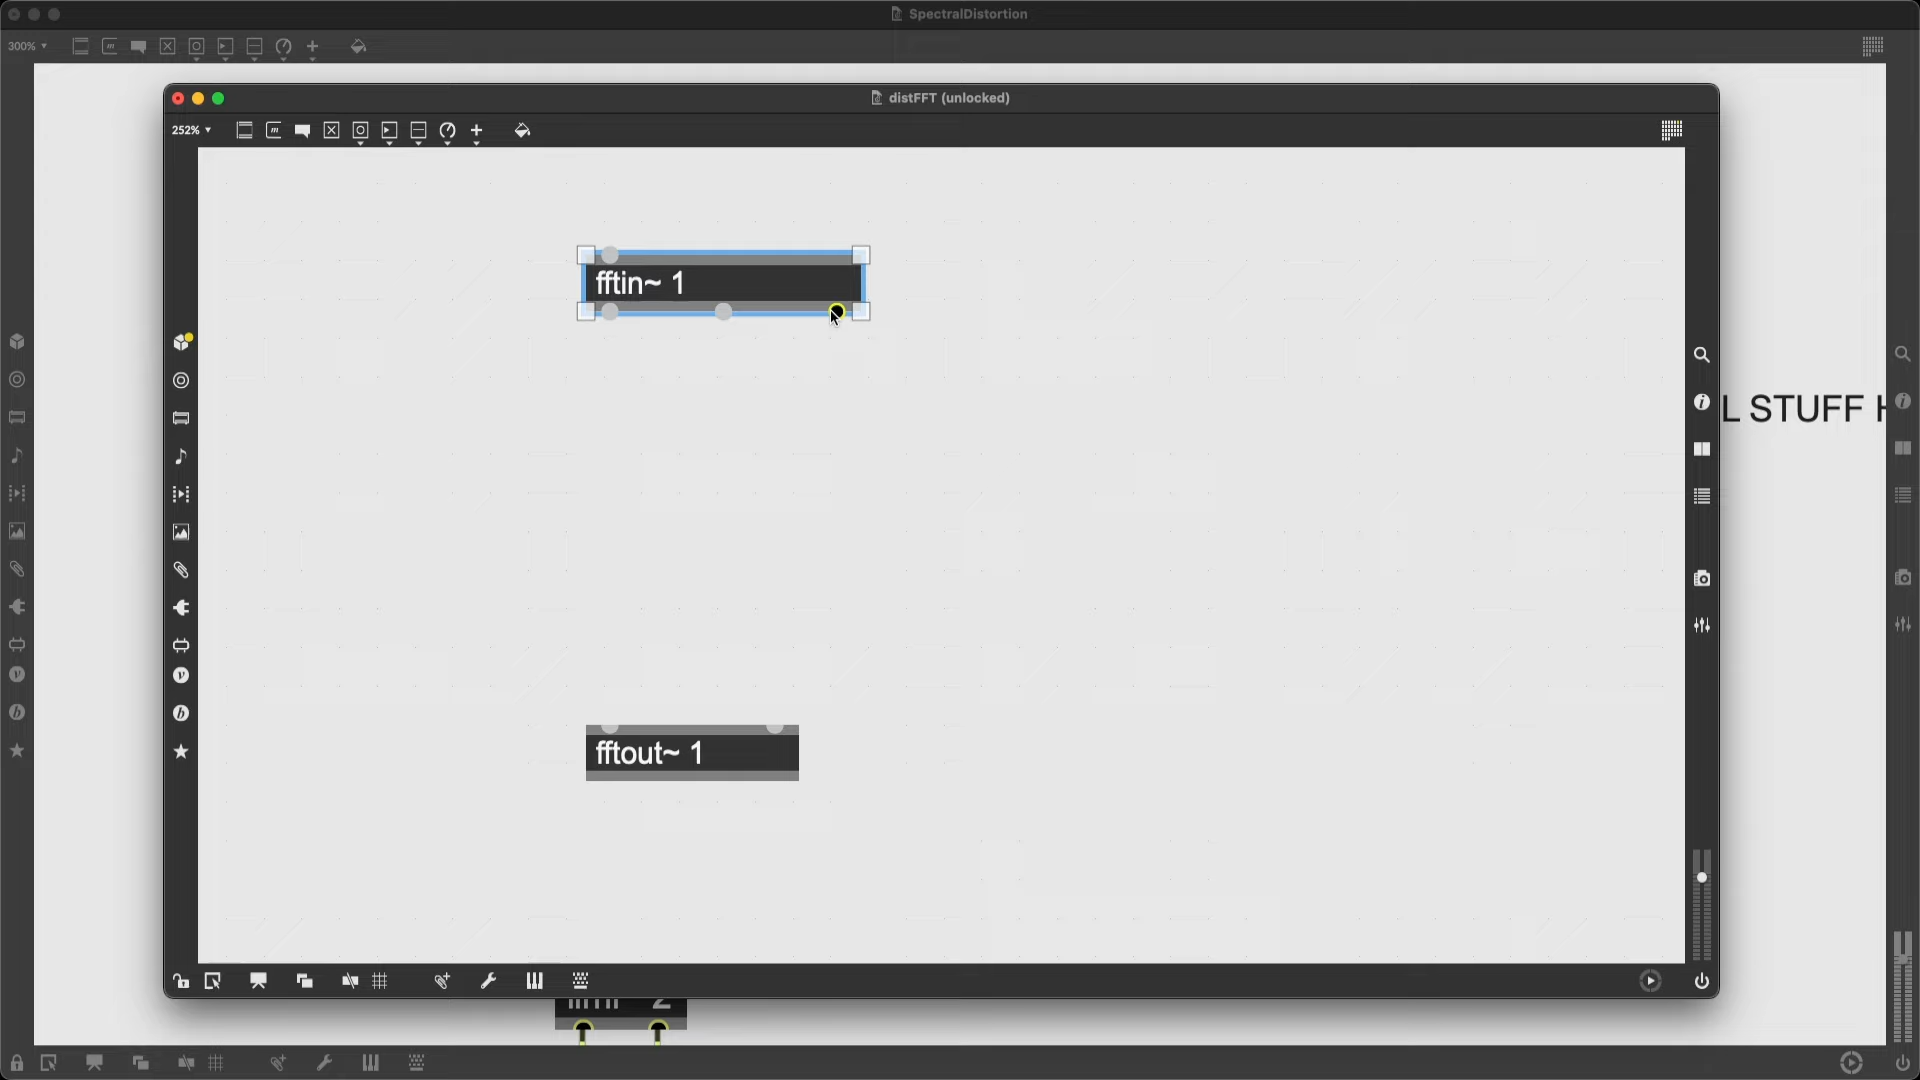 SpectralDistortion
300%
distFFT (unlocked)
252%
fftin~ 1
L STUFF
fftout~ 1